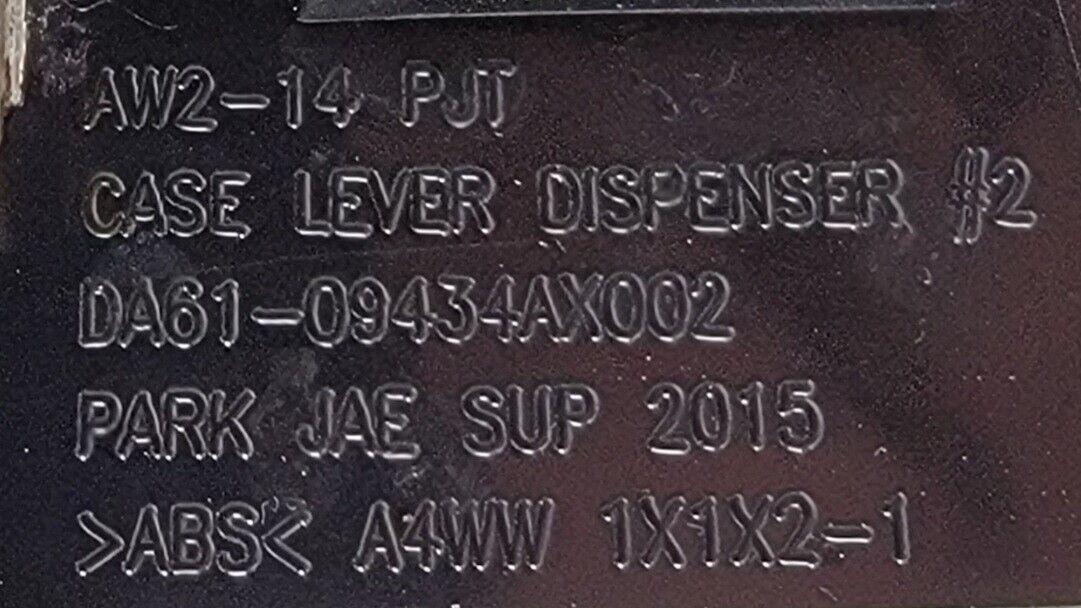 AW2-14 PJT
CASE LEVER DISPENSER #2
DA61-09434AX002
PARK JAE SUP 2015
>ABS< A4WW 1X1X2-1